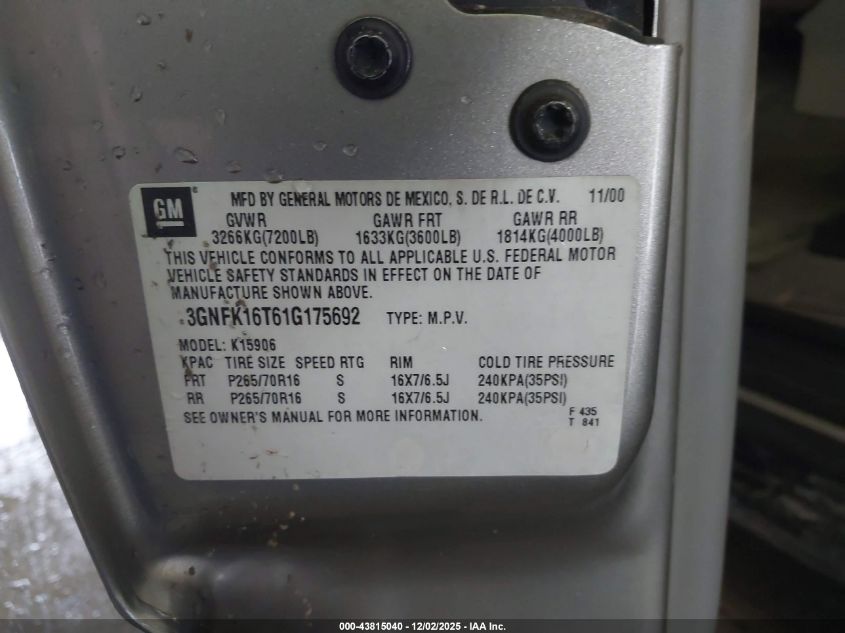 GM ® MFD BY GENERAL MOTORS DE MEXICO, S. DE R.L. DE C.V. 11/00
GVWR GAWR FRT GAWR RR
3266KG(7200LB) 1633KG(3600LB) 1814KG(4000LB)
THIS VEHICLE CONFORMS TO ALL APPLICABLE U.S. FEDERAL MOTOR
VEHICLE SAFETY STANDARDS IN EFFECT ON THE DATE OF
MANUFACTURE SHOWN ABOVE.
3GNFK16T61G175692 TYPE: M.P.V.
MODEL: K15906
KPAC TIRE SIZE SPEED RTG RIM COLD TIRE PRESSURE
FRT P265/70R16 S 16X7/6.5J 240KPA(35PSI)
RR P265/70R16 S 16X7/6.5J 240KPA(35PSI)
SEE OWNER'S MANUAL FOR MORE INFORMATION.
F 435
T 841
000-43815040 - 12/02/2025 - IAA Inc.